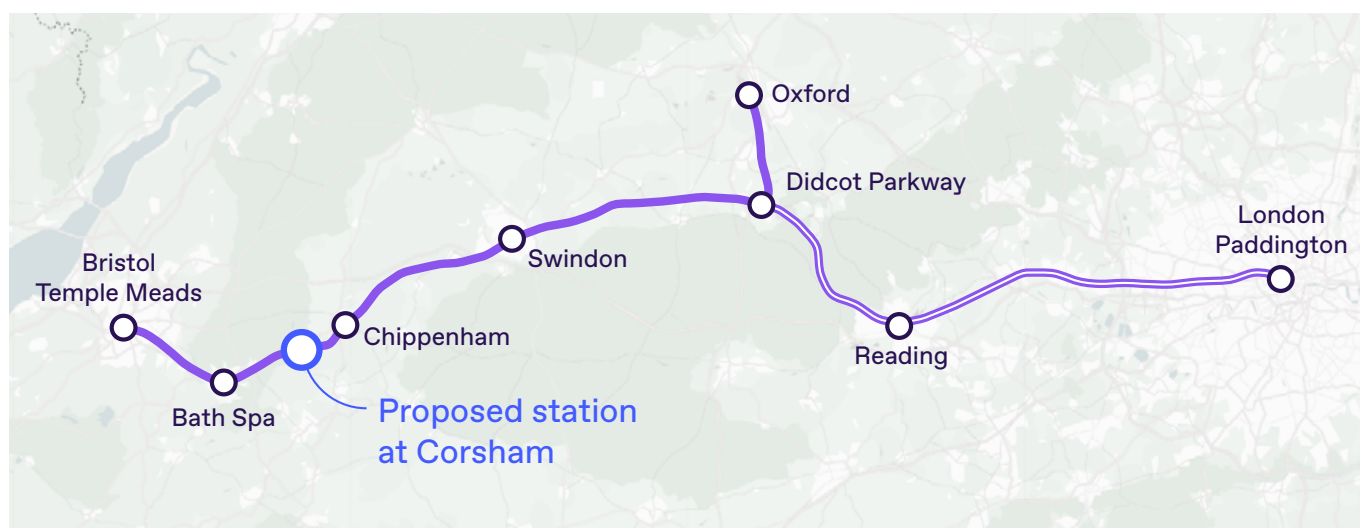 Oxford
Didcot Parkway
London
Paddington
Swindon
Bristol
Temple Meads
Chippenham
Reading
Bath Spa
Proposed station
at Corsham